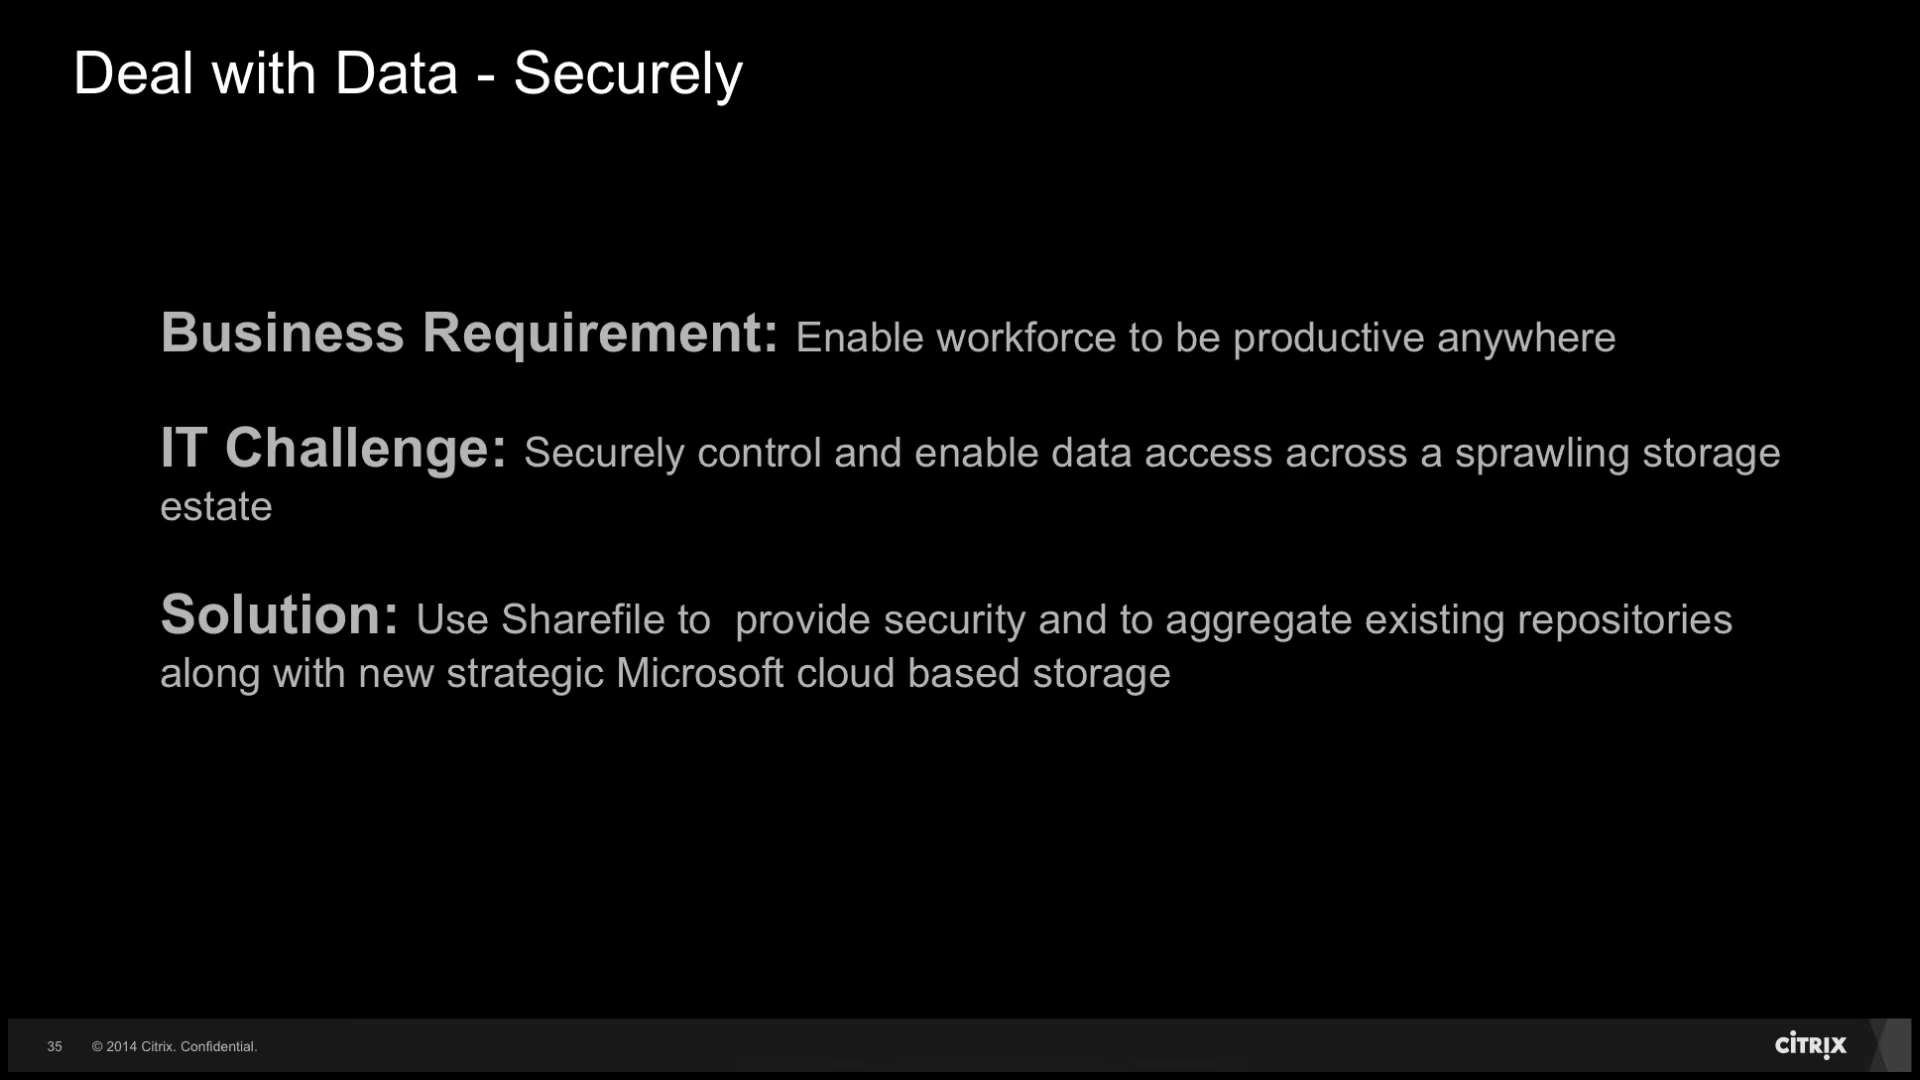 Deal with Data - Securely
Business Requirement: Enable workforce to be productive anywhere
IT Challenge: Securely control and enable data access across a sprawling storage
estate
Solution: Use Sharefile to  provide security and to aggregate existing repositories
along with new strategic Microsoft cloud based storage
35 © 2014 Citrix. Confidential.
CİTRIX